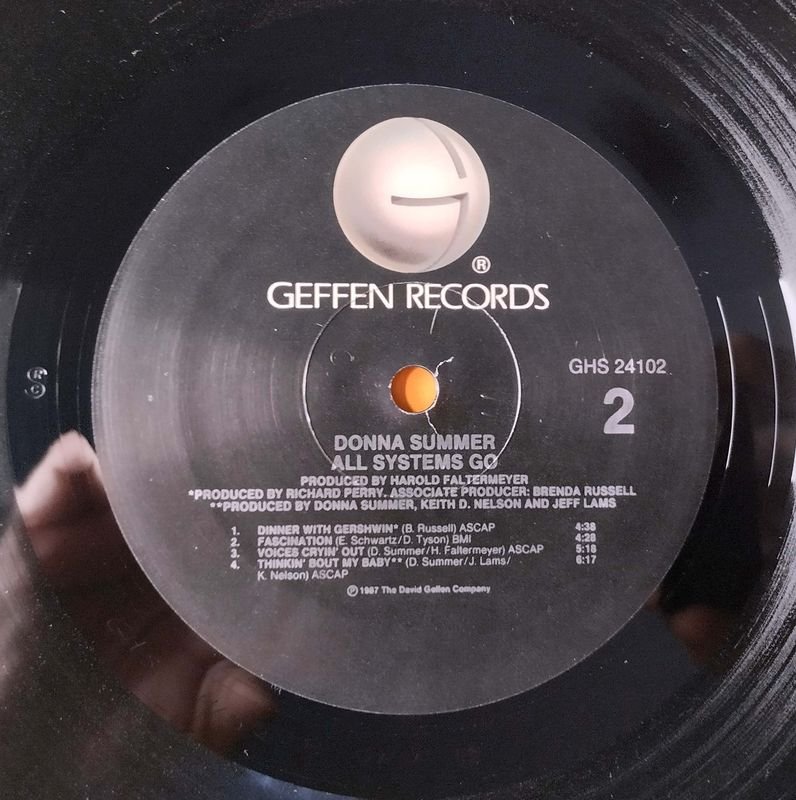 ®
GEFFEN RECORDS
GHS 24102
2
DONNA SUMMER
ALL SYSTEMS GO
PRODUCED BY HAROLD FALTERMEYER
*PRODUCED BY RICHARD PERRY. ASSOCIATE PRODUCER: BRENDA RUSSELL
**PRODUCED BY DONNA SUMMER, KEITH D. NELSON AND JEFF LAMS
1. DINNER WITH GERSHWIN* (B. Russell) ASCAP 4:38
2. FASCINATION (E. Schwartz/D. Tyson) BMI 4:28
3. VOICES CRYIN' OUT (D. Summer/H. Faltermeyer) ASCAP 5:18
4. THINKIN' BOUT MY BABY** (D. Summer/J. Lams/ 6:17
K. Nelson) ASCAP
℗ 1987 The David Geffen Company